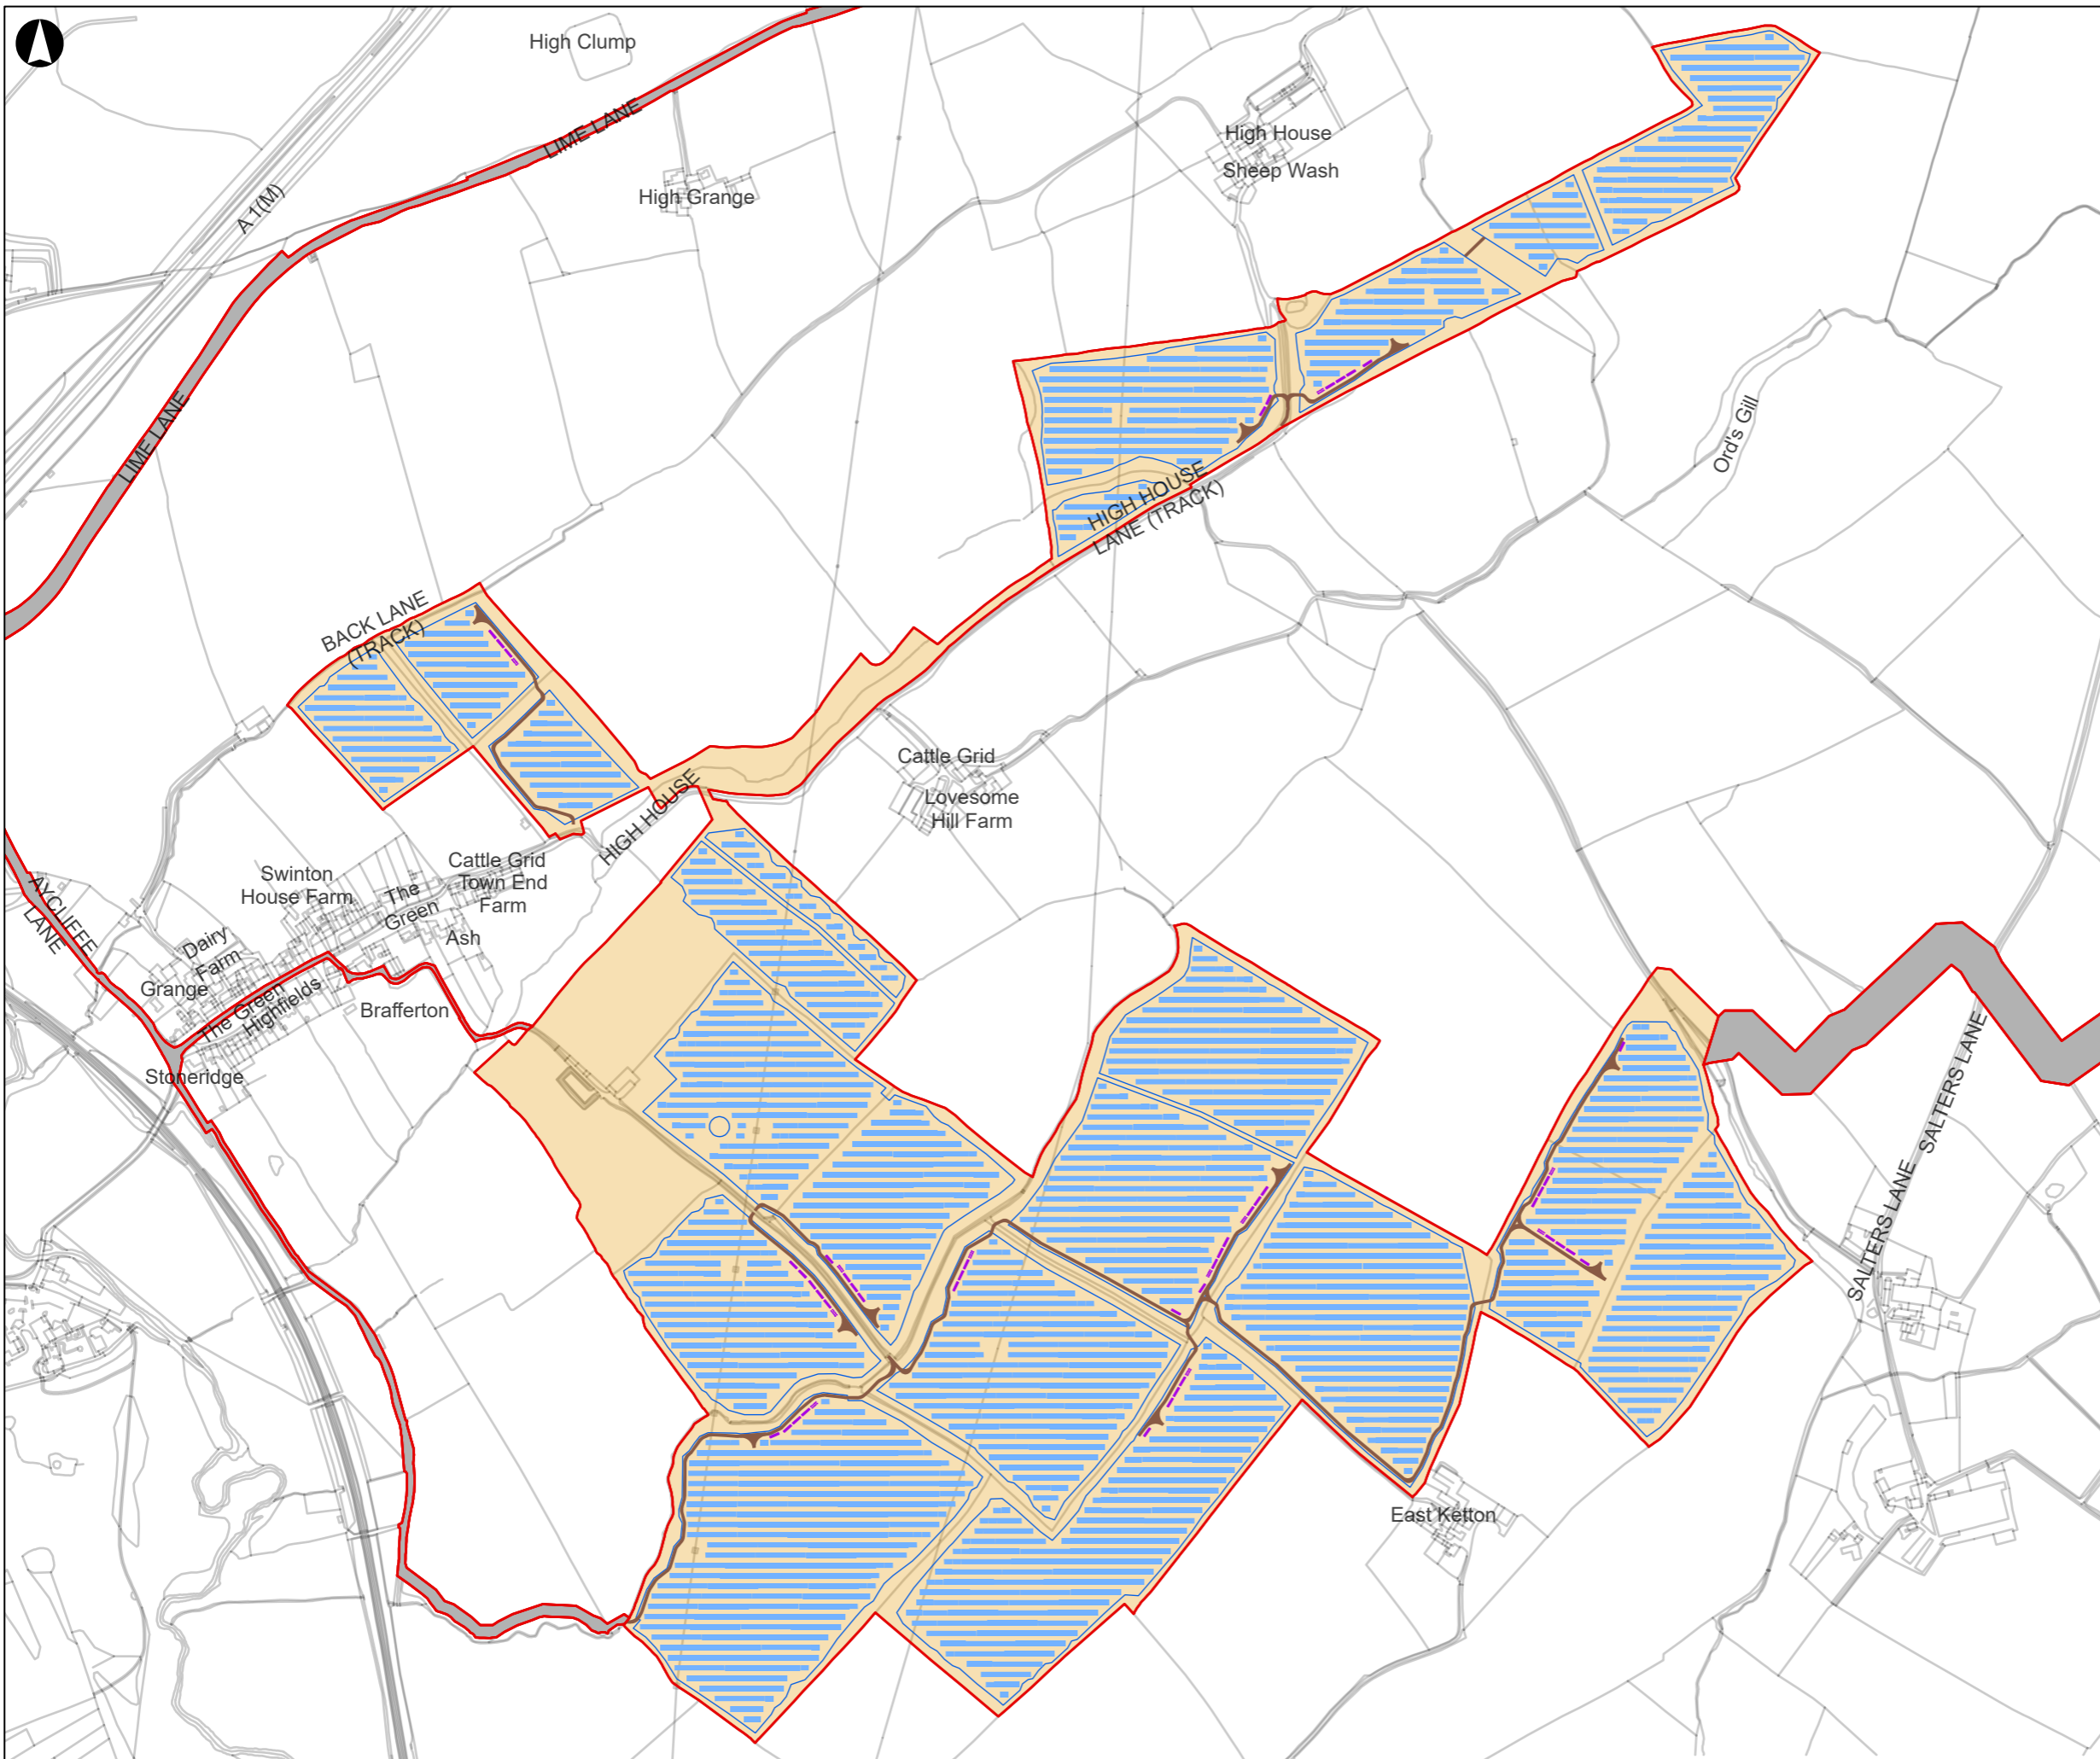 High Clump
LIME LANE
High House
Sheep Wash
High Grange
A 1(M)
LIME LANE
Ord's Gill
HIGH HOUSE
LANE (TRACK)
BACK LANE
(TRACK)
Cattle Grid
Lovesome
Hill Farm
HIGH HOUSE
Cattle Grid
Town End
Farm
Swinton
House Farm
The
Green
Ash
AYCLIFFE
LANE
Dairy
Farm
Grange
The Green
Highfields
Brafferton
Stoneridge
SALTERS LANE
SALTERS LANE
East Ketton